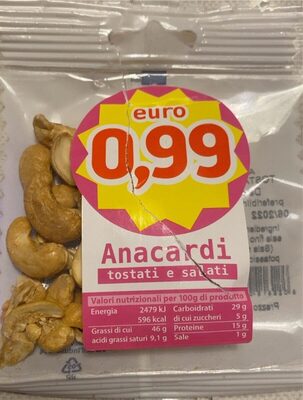 euro
0,99
Anacardi
tostati e salati
Valori nutrizionali per 100g di prodotto
Energia 2479 kJ
596 kcal
Grassi di cui 46 g
acidi grassi saturi 9,1 g
Carboidrati 29 g
di cui zuccheri 5 g
Proteine 15 g
Sale 1 g